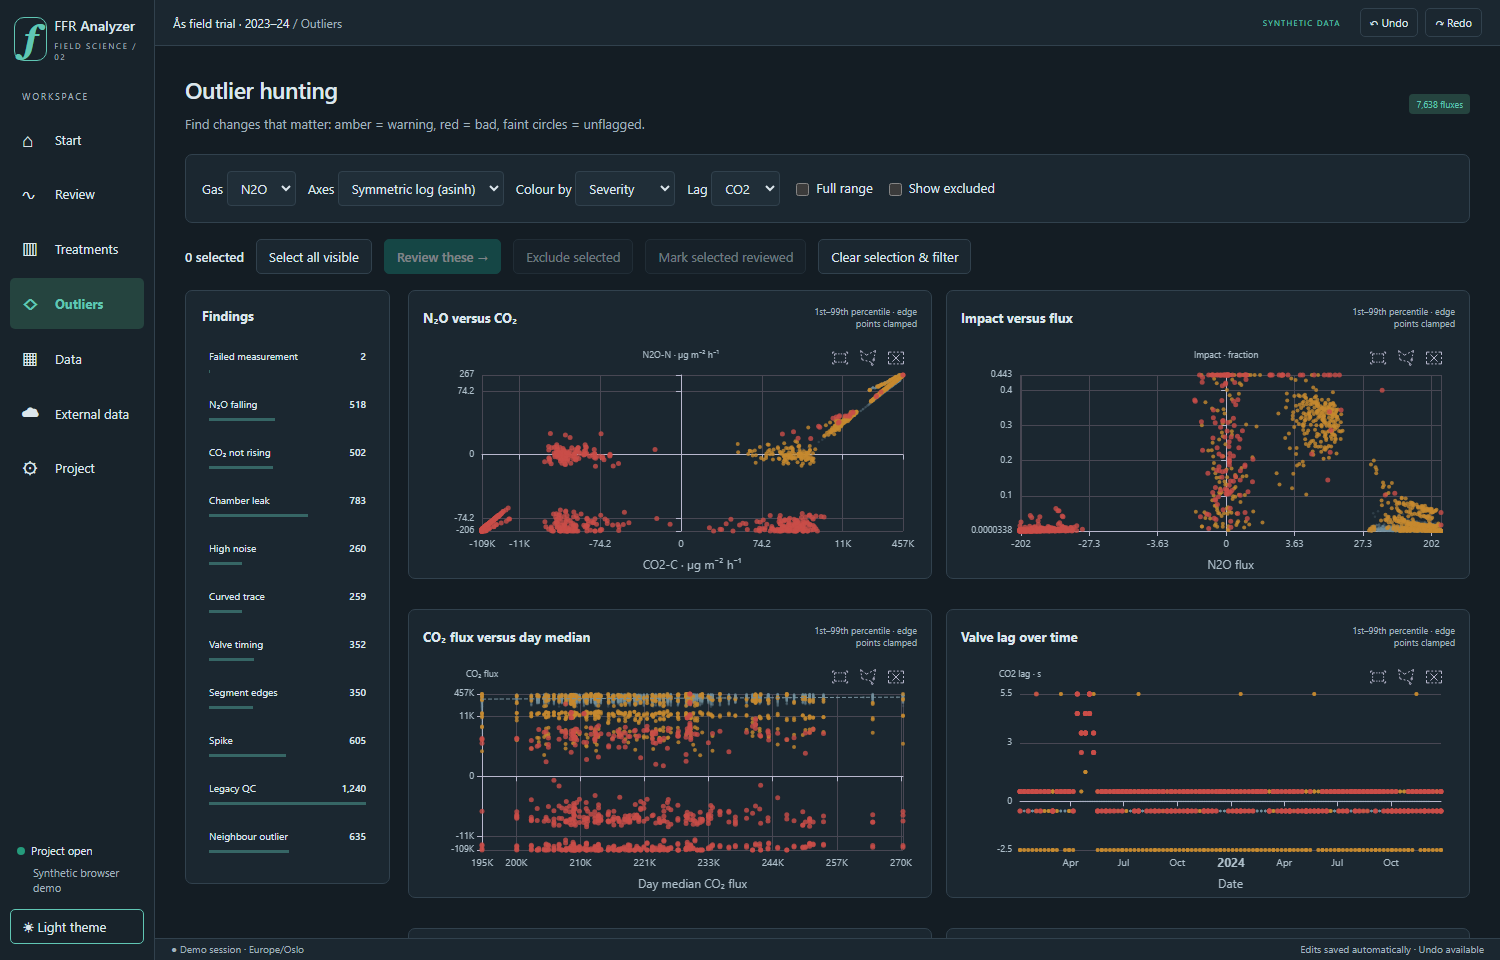 FFR Analyzer
FIELD SCIENCE /
02
WORKSPACE
Start
Review
Treatments
Outliers
Data
External data
Project
Project open
Synthetic browser
demo
Light theme
Ås field trial · 2023–24 / Outliers
SYNTHETIC DATA
Undo
Redo
Outlier hunting
Find changes that matter: amber = warning, red = bad, faint circles = unflagged.
7,638 fluxes
Gas N2O Axes Symmetric log (asinh) Colour by Severity Lag CO2 Full range Show excluded
0 selected Select all visible Review these → Exclude selected Mark selected reviewed Clear selection & filter
Findings
Failed measurement 2
N₂O falling 518
CO₂ not rising 502
Chamber leak 783
High noise 260
Curved trace 259
Valve timing 352
Segment edges 350
Spike 605
Legacy QC 1,240
Neighbour outlier 635
N₂O versus CO₂
1st–99th percentile · edge
points clamped
N2O-N · µg m⁻² h⁻¹
267
74.2
0
-74.2
-206
-109K -11K -74.2 0 74.2 11K 457K
CO2-C · µg m⁻² h⁻¹
Impact versus flux
1st–99th percentile · edge
points clamped
Impact · fraction
0.443
0.4
0.3
0.2
0.1
0.0000338
-202 -27.3 -3.63 0 3.63 27.3 202
N2O flux
CO₂ flux versus day median
1st–99th percentile · edge
points clamped
CO₂ flux
457K
11K
0
-11K
-109K
195K 200K 210K 221K 233K 244K 257K 270K
Day median CO₂ flux
Valve lag over time
1st–99th percentile · edge
points clamped
CO2 lag · s
5.5
3
0
-2.5
Apr Jul Oct 2024 Apr Jul Oct
Date
Demo session · Europe/Oslo
Edits saved automatically · Undo available